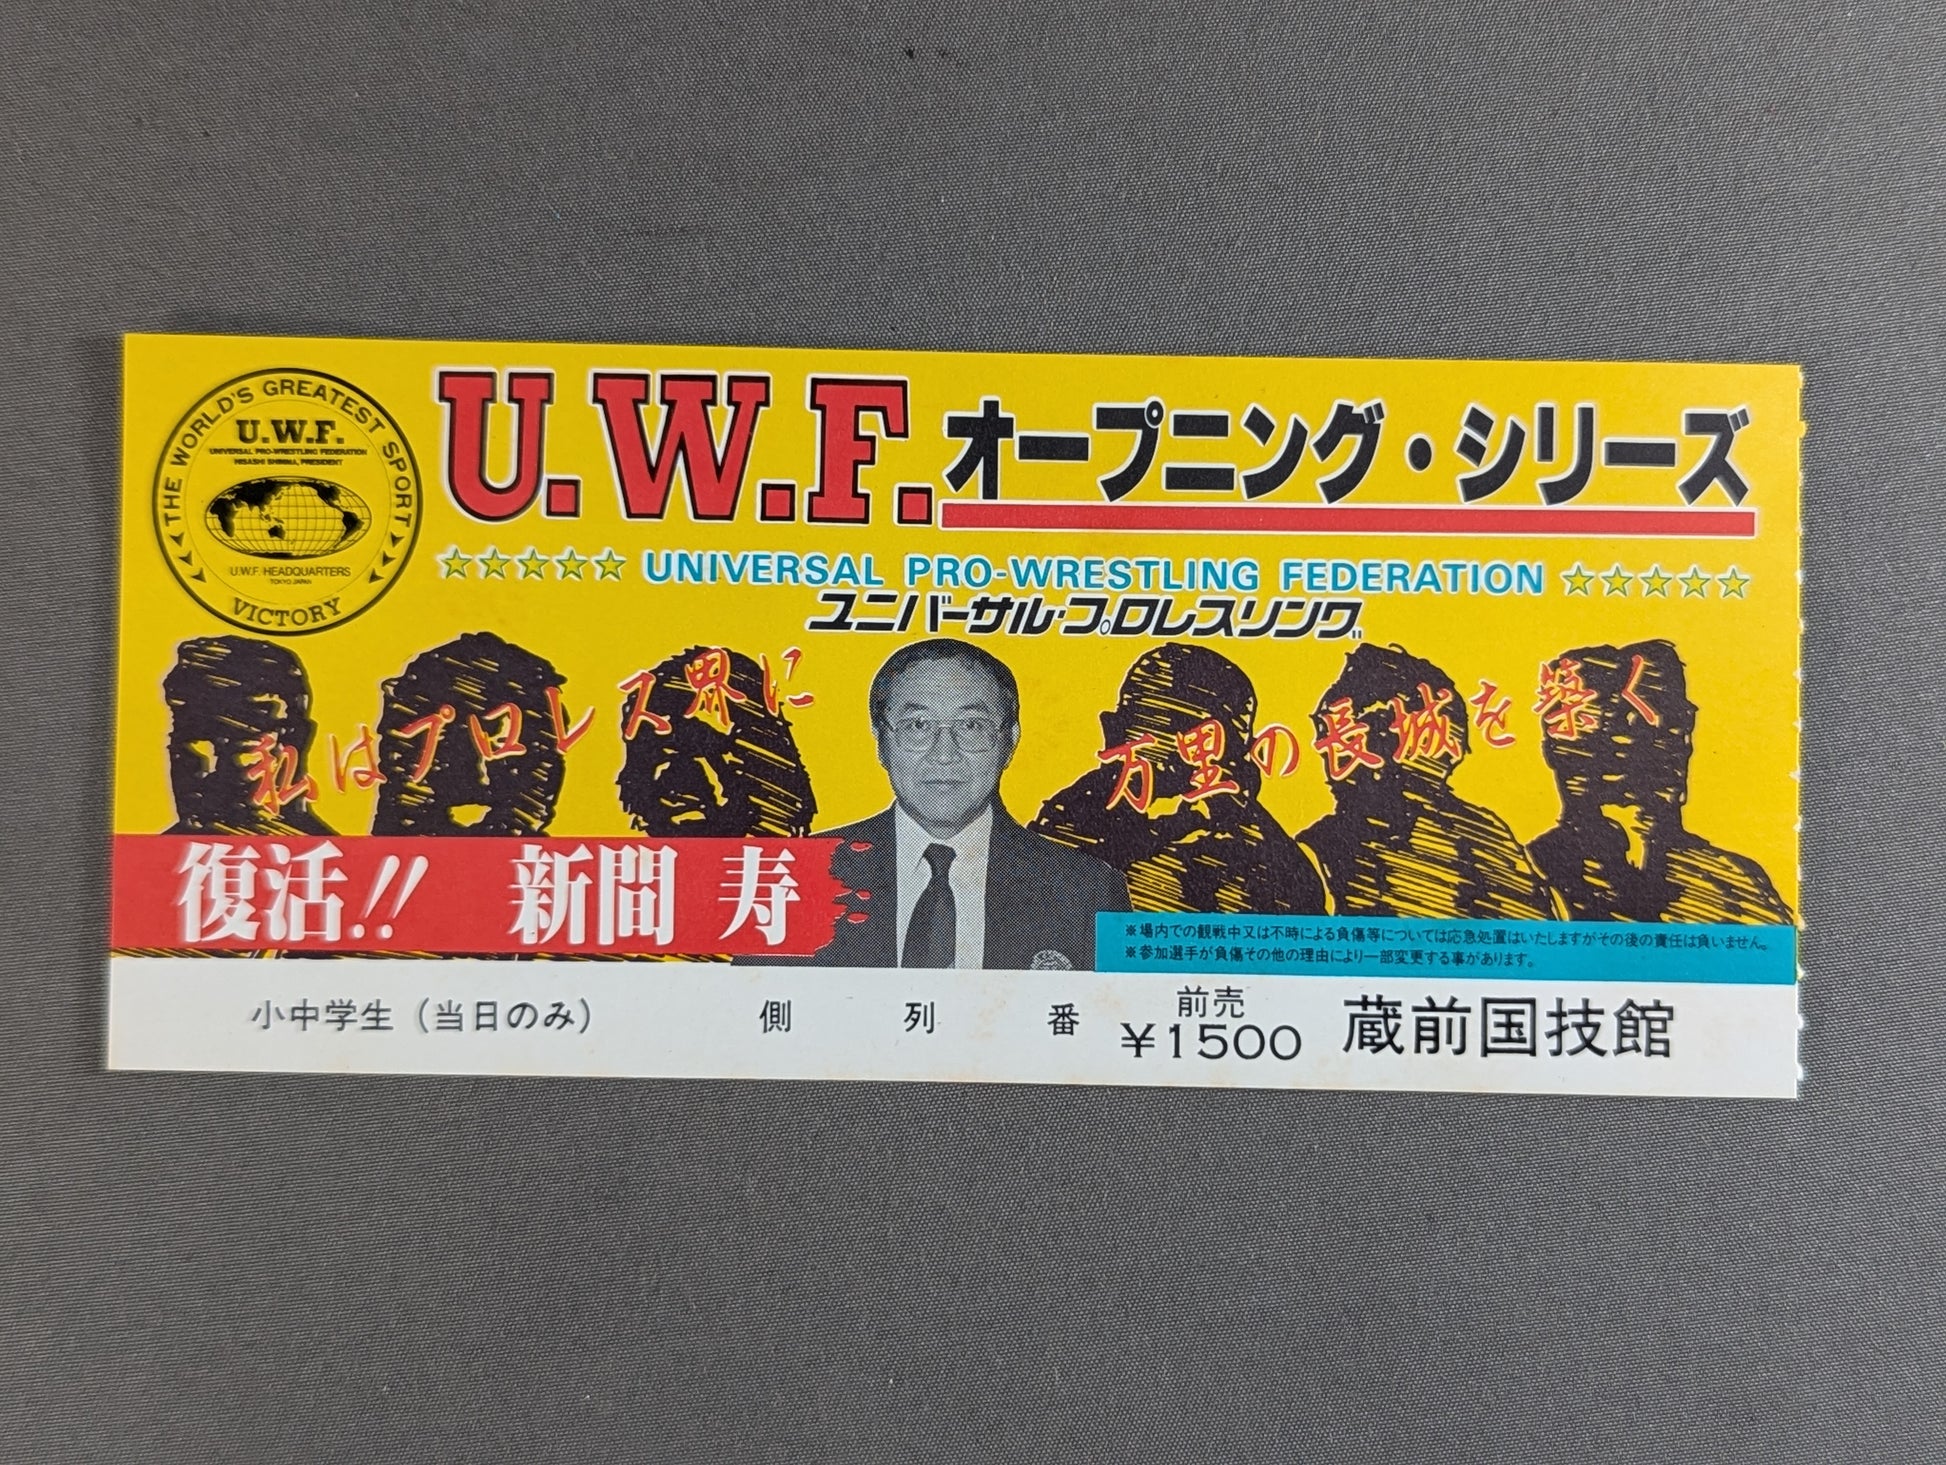 THE WORLD'S GREATEST SPORT
U.W.F.
UNIVERSAL PRO-WRESTLING FEDERATION
HISASHI SHINMA, PRESIDENT
U.W.F. HEADQUARTERS
TOKYO JAPAN
VICTORY
U.W.F.オープニング・シリーズ
☆☆☆☆☆ UNIVERSAL PRO-WRESTLING FEDERATION ☆☆☆☆☆
ユニバーサル・プロレスリング
私はプロレス界に 万里の長城を築く
復活!! 新間 寿
※場内での観戦中又は不時による負傷等については応急処置はいたしますがその後の責任は負いません。
※参加選手が負傷その他の理由により一部変更する事があります。
小中学生(当日のみ) 側 列 番 前売 ¥1500 蔵前国技館